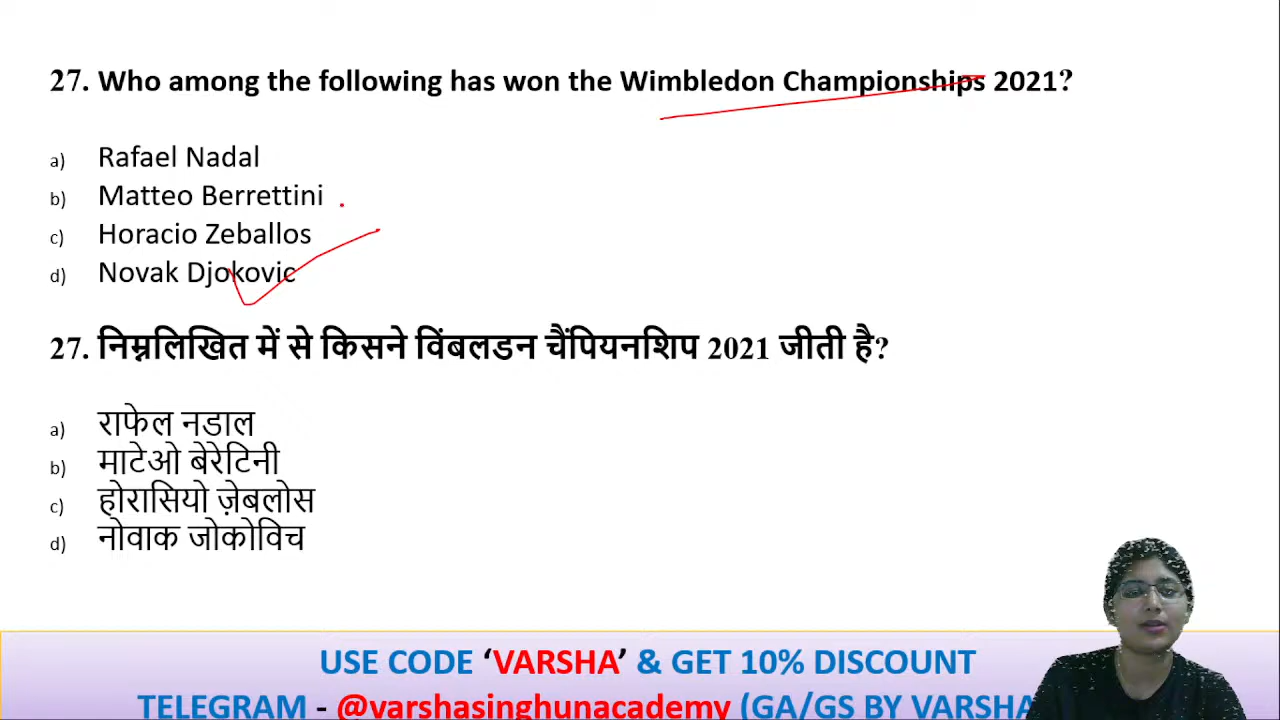 27. Who among the following has won the Wimbledon Championships 2021?
a) Rafael Nadal
b) Matteo Berrettini
c) Horacio Zeballos
d) Novak Djokovic
27. निम्नलिखित में से किसने विंबलडन चैंपियनशिप 2021 जीती है?
a) राफेल नडाल
b) माटेओ बेरेटिनी
c) होरासियो ज़ेबलोस
d) नोवाक जोकोविच
USE CODE ‘VARSHA’ & GET 10% DISCOUNT
TELEGRAM - @varshasinghunacademy (GA/GS BY VARSHA